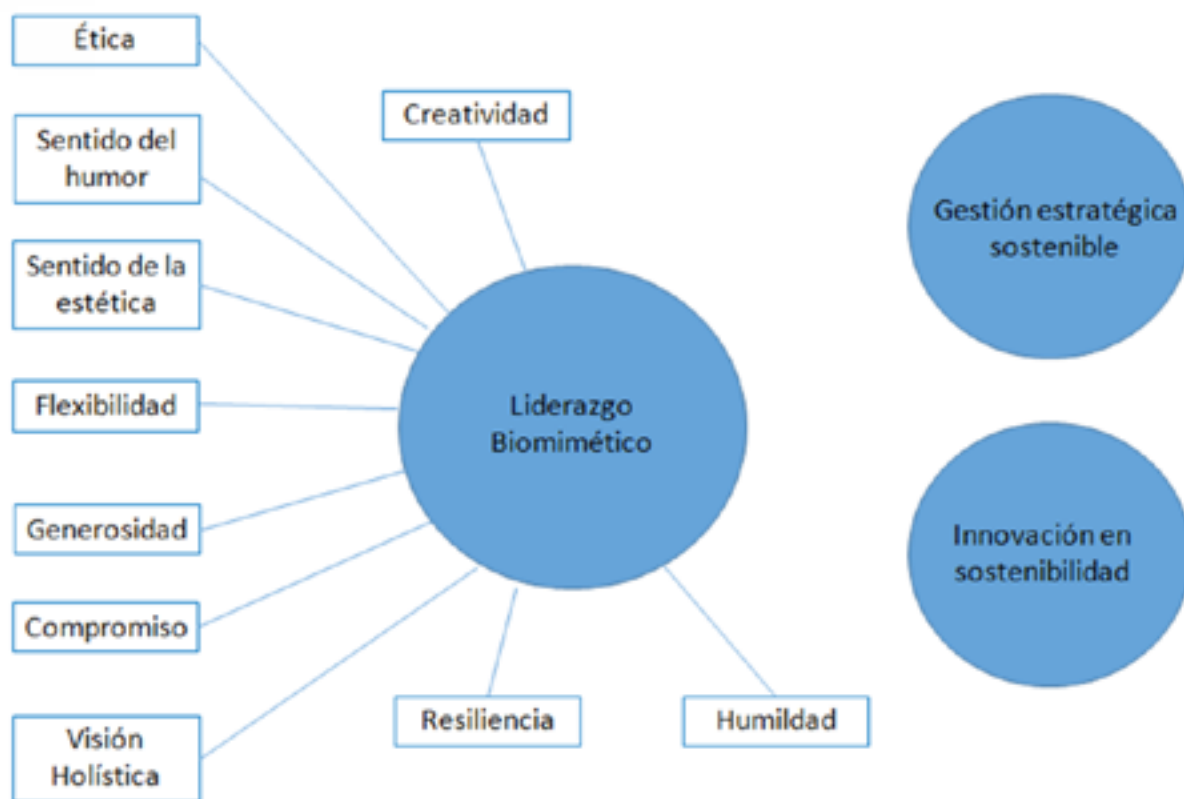 Ética
Creatividad
Sentido del
humor
Gestión estratégica
sostenible
Sentido de la
estética
Flexibilidad
Liderazgo
Biomimético
Generosidad
Innovación en
sostenibilidad
Compromiso
Resiliencia
Humildad
Visión
Holística